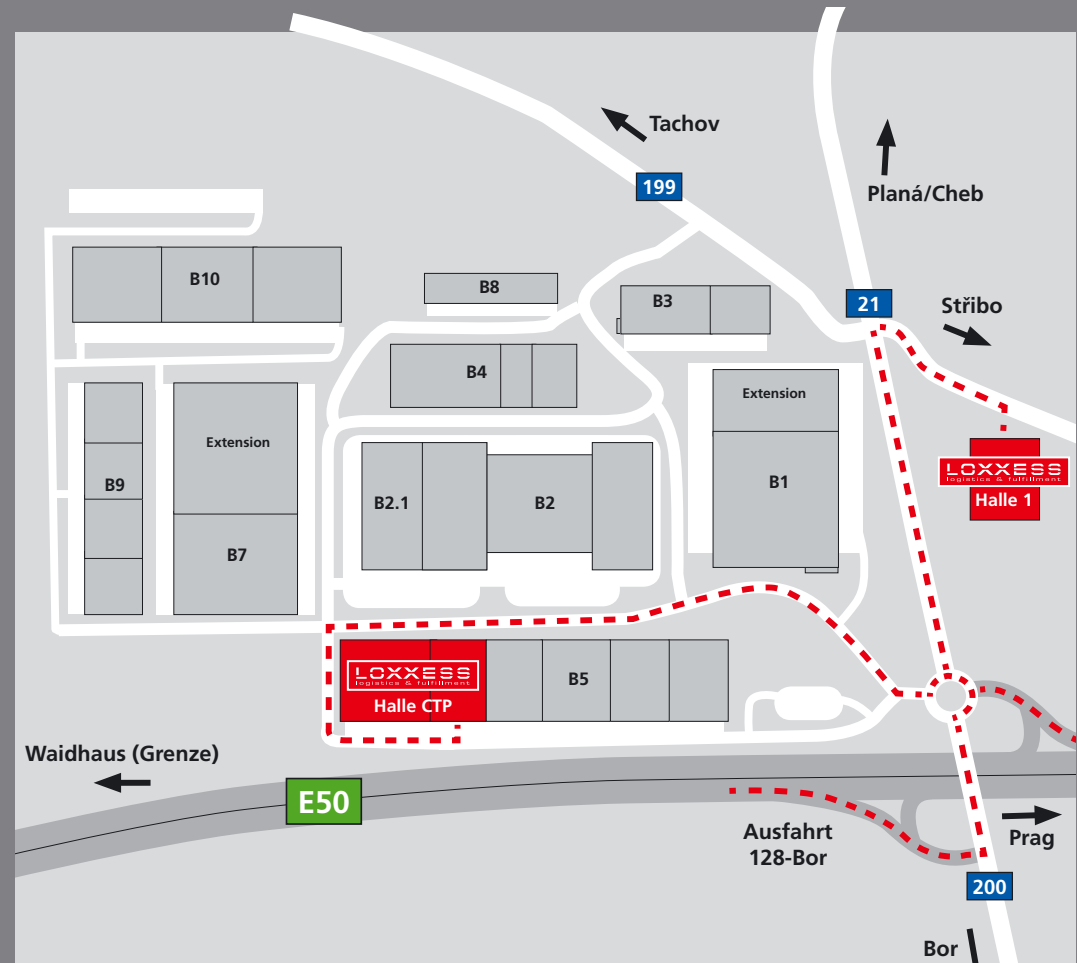 Tachov
199
Planá/Cheb
B10
B8
B3
21
Střibo
B4
Extension
Extension
B9
B2.1
B2
B1
LOXXESS
logistics & fulfillment
Halle 1
B7
LOXXESS
logistics & fulfillment
Halle CTP
B5
Waidhaus (Grenze)
E50
Ausfahrt
128-Bor
Prag
200
Bor